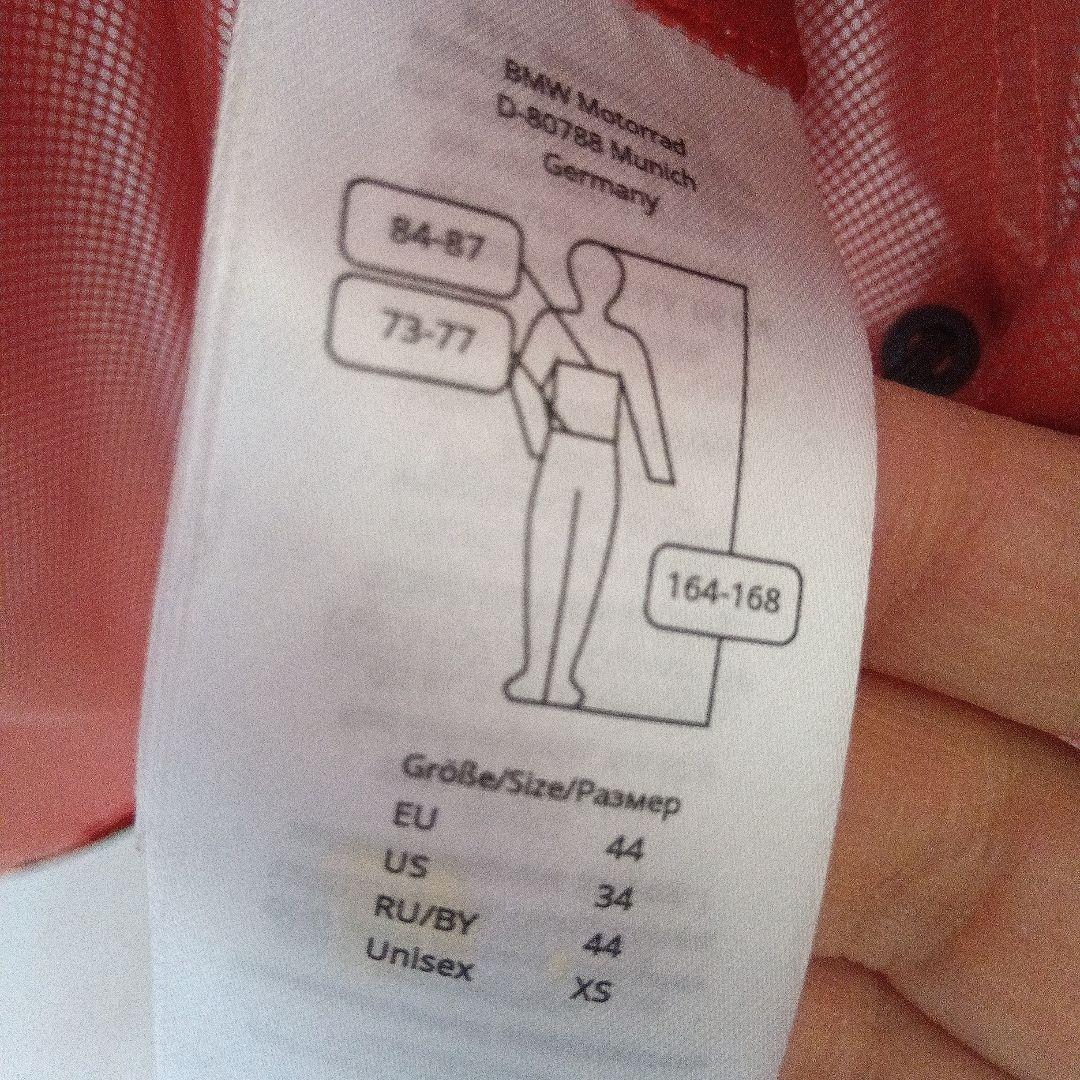 BMW Motorrad
D-80788 Munich
Germany
84-87
73-77
164-168
Größe/Size/Размер
EU 44
US 34
RU/BY 44
Unisex XS